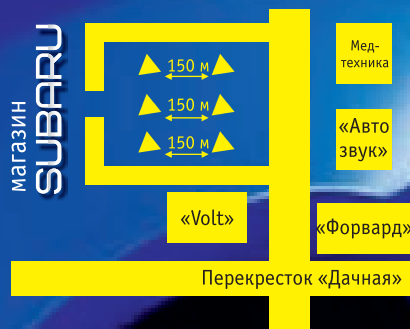 магазин
SUBARU
150 м
150 м
150 м
Мед-
техника
«Авто
звук»
«Volt»
«Форвард»
Перекресток «Дачная»